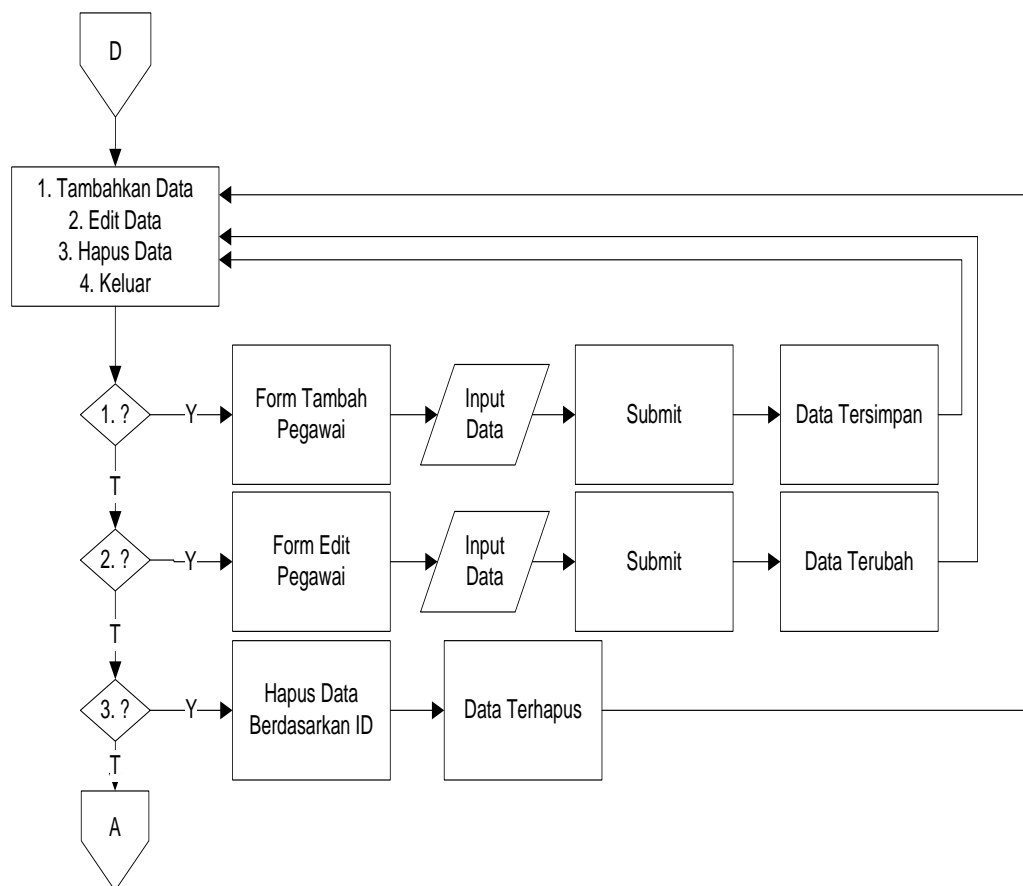 D
1. Tambahkan Data
2. Edit Data
3. Hapus Data
4. Keluar
1. ?
Y
Form Tambah
Pegawai
Input
Data
Submit
Data Tersimpan
T
2. ?
Y
Form Edit
Pegawai
Input
Data
Submit
Data Terubah
T
3. ?
Y
Hapus Data
Berdasarkan ID
Data Terhapus
T
A